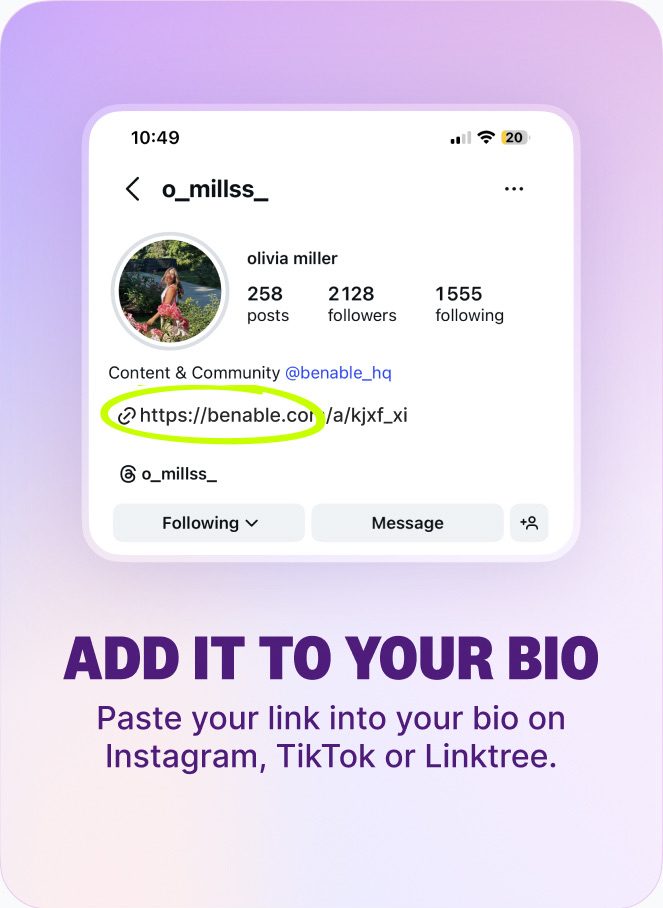 10:49
20
o_millss_
olivia miller
258 2128 1555
posts followers following
Content & Community @benable_hq
https://benable.com/a/kjxf_xi
o_millss_
Following Message
ADD IT TO YOUR BIO
Paste your link into your bio on
Instagram, TikTok or Linktree.